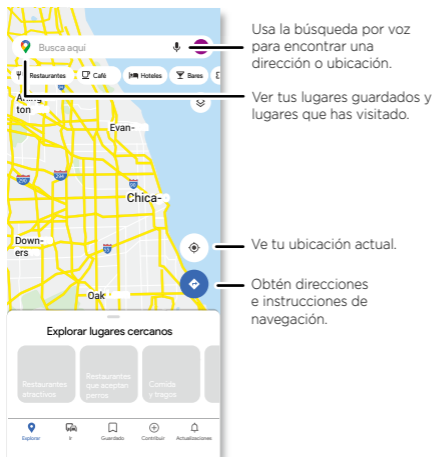 Busca aquí
Restaurantes
Café
Hoteles
Bares
Usa la búsqueda por voz
para encontrar una
dirección o ubicación.
Ver tus lugares guardados y
lugares que has visitado.
ton
Evan-
294
Chica-
Down-
ers
Oak
Ve tu ubicación actual.
Obtén direcciones
e instrucciones de
navegación.
Explorar lugares cercanos
Restaurantes
atractivos
Restaurantes
que aceptan
perros
Comida
y tragos
Explorar
Ir
Guardado
Contribuir
Actualizaciones